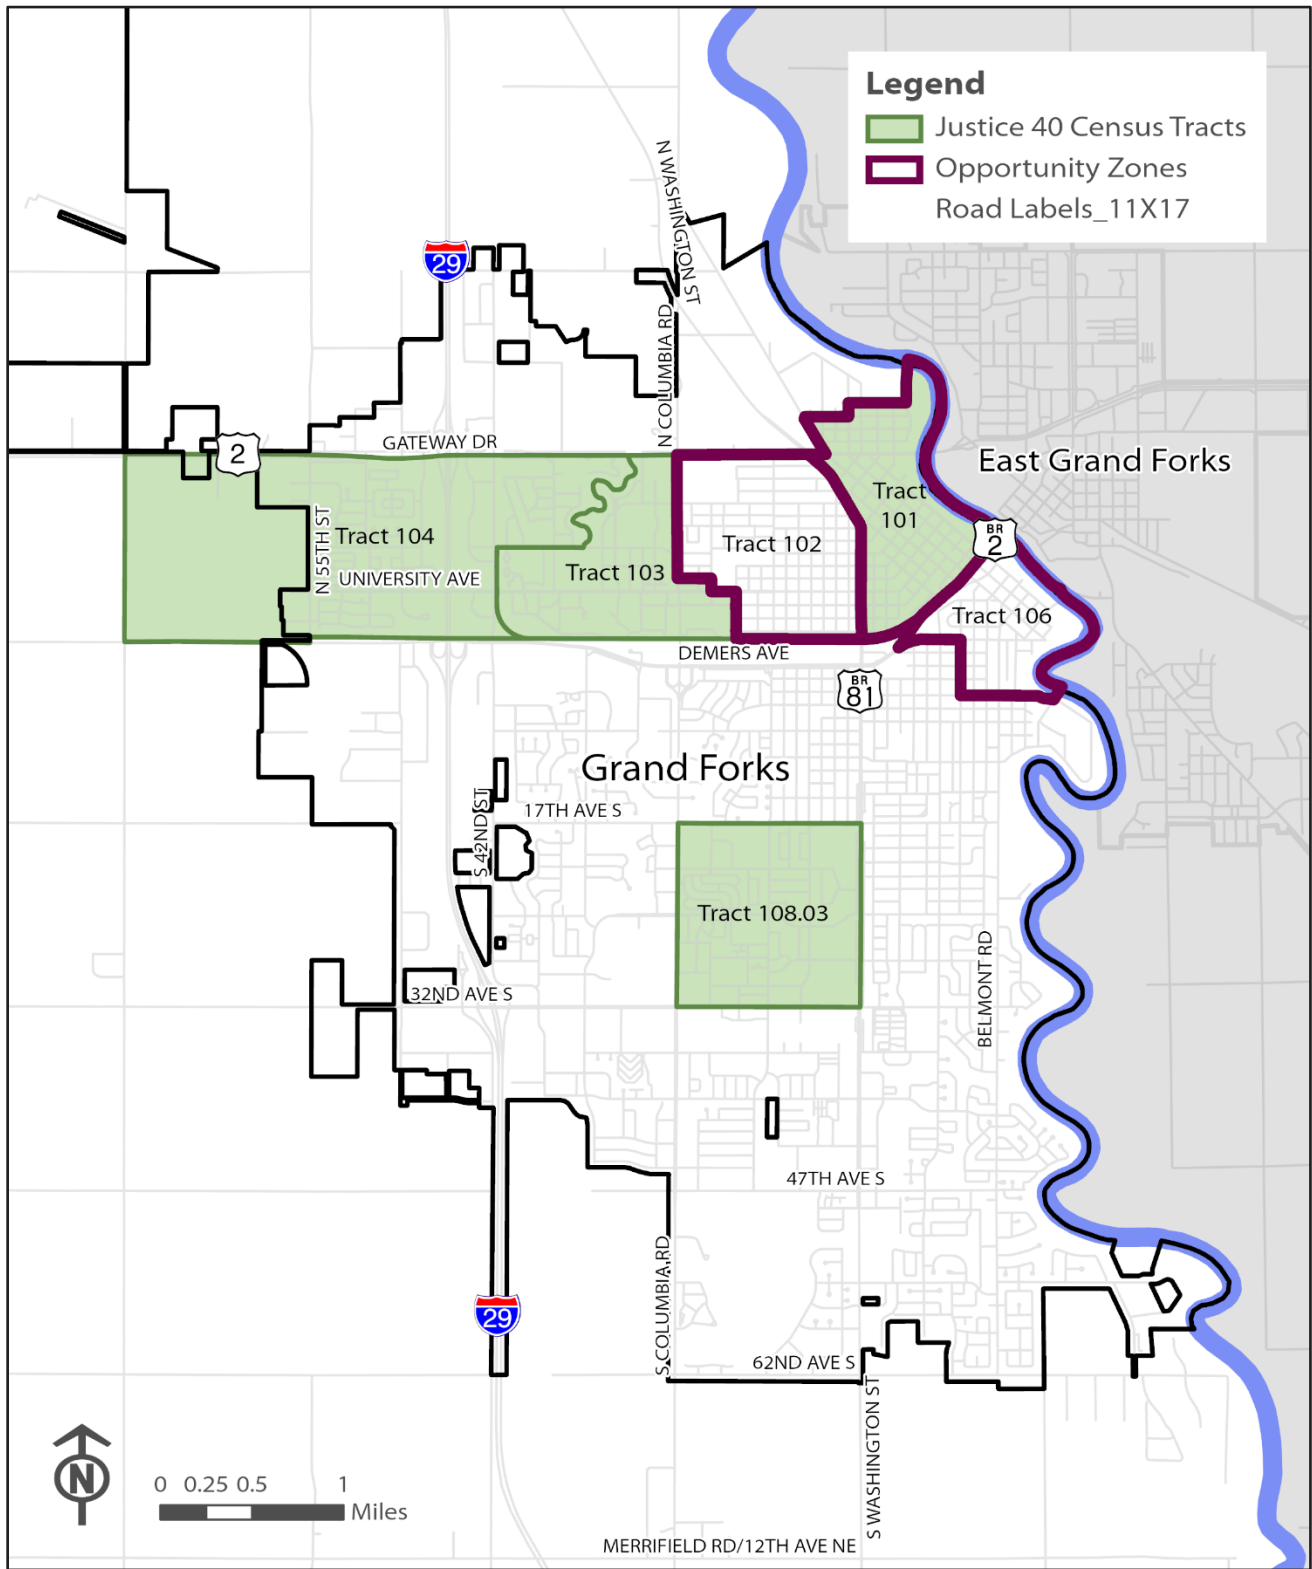 Legend
Justice 40 Census Tracts
Opportunity Zones
Road Labels_11X17
N WASHINGTON ST
29
N COLUMBIA RD
GATEWAY DR
2
East Grand Forks
Tract
101
BR
2
N 55TH ST
Tract 104
Tract 102
UNIVERSITY AVE
Tract 103
Tract 106
DEMERS AVE
BR
81
Grand Forks
S 42ND ST
17TH AVE S
Tract 108.03
BELMONT RD
32ND AVE S
47TH AVE S
S COLUMBIA RD
29
62ND AVE S
S WASHINGTON ST
N
0 0.25 0.5 1
Miles
MERRIFIELD RD/12TH AVE NE